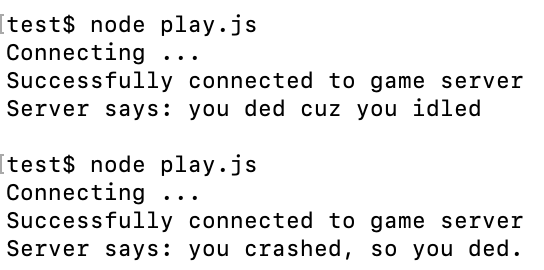 [test$ node play.js
Connecting ...
Successfully connected to game server
Server says: you ded cuz you idled
[test$ node play.js
Connecting ...
Successfully connected to game server
Server says: you crashed, so you ded.